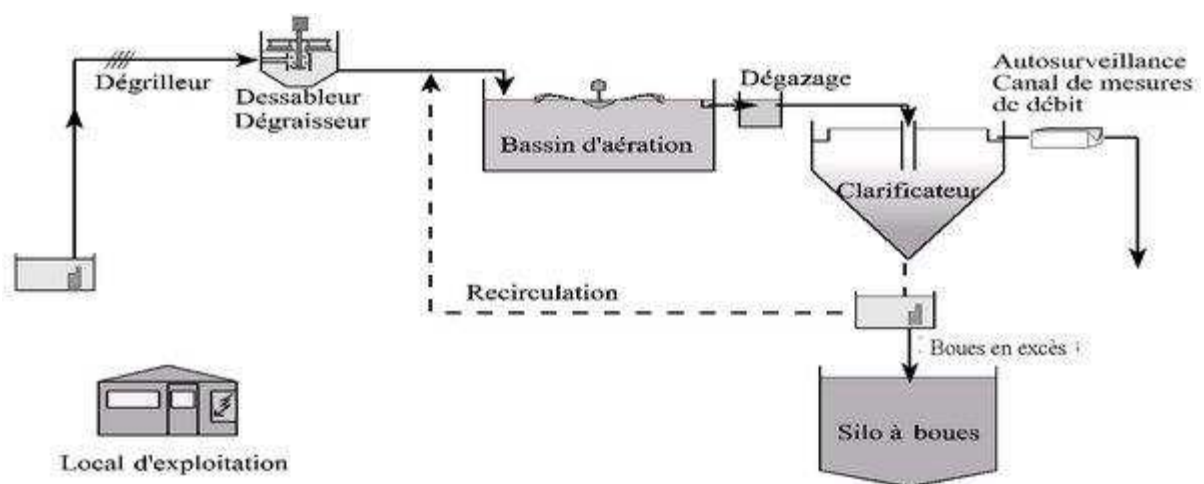 Dégrilleur
Dessableur
Dégraisseur
Bassin d'aération
Dégazage
Autosurveillance
Canal de mesures
de débit
Clarificateur
Recirculation
Boues en excès
Silo à boues
Local d'exploitation